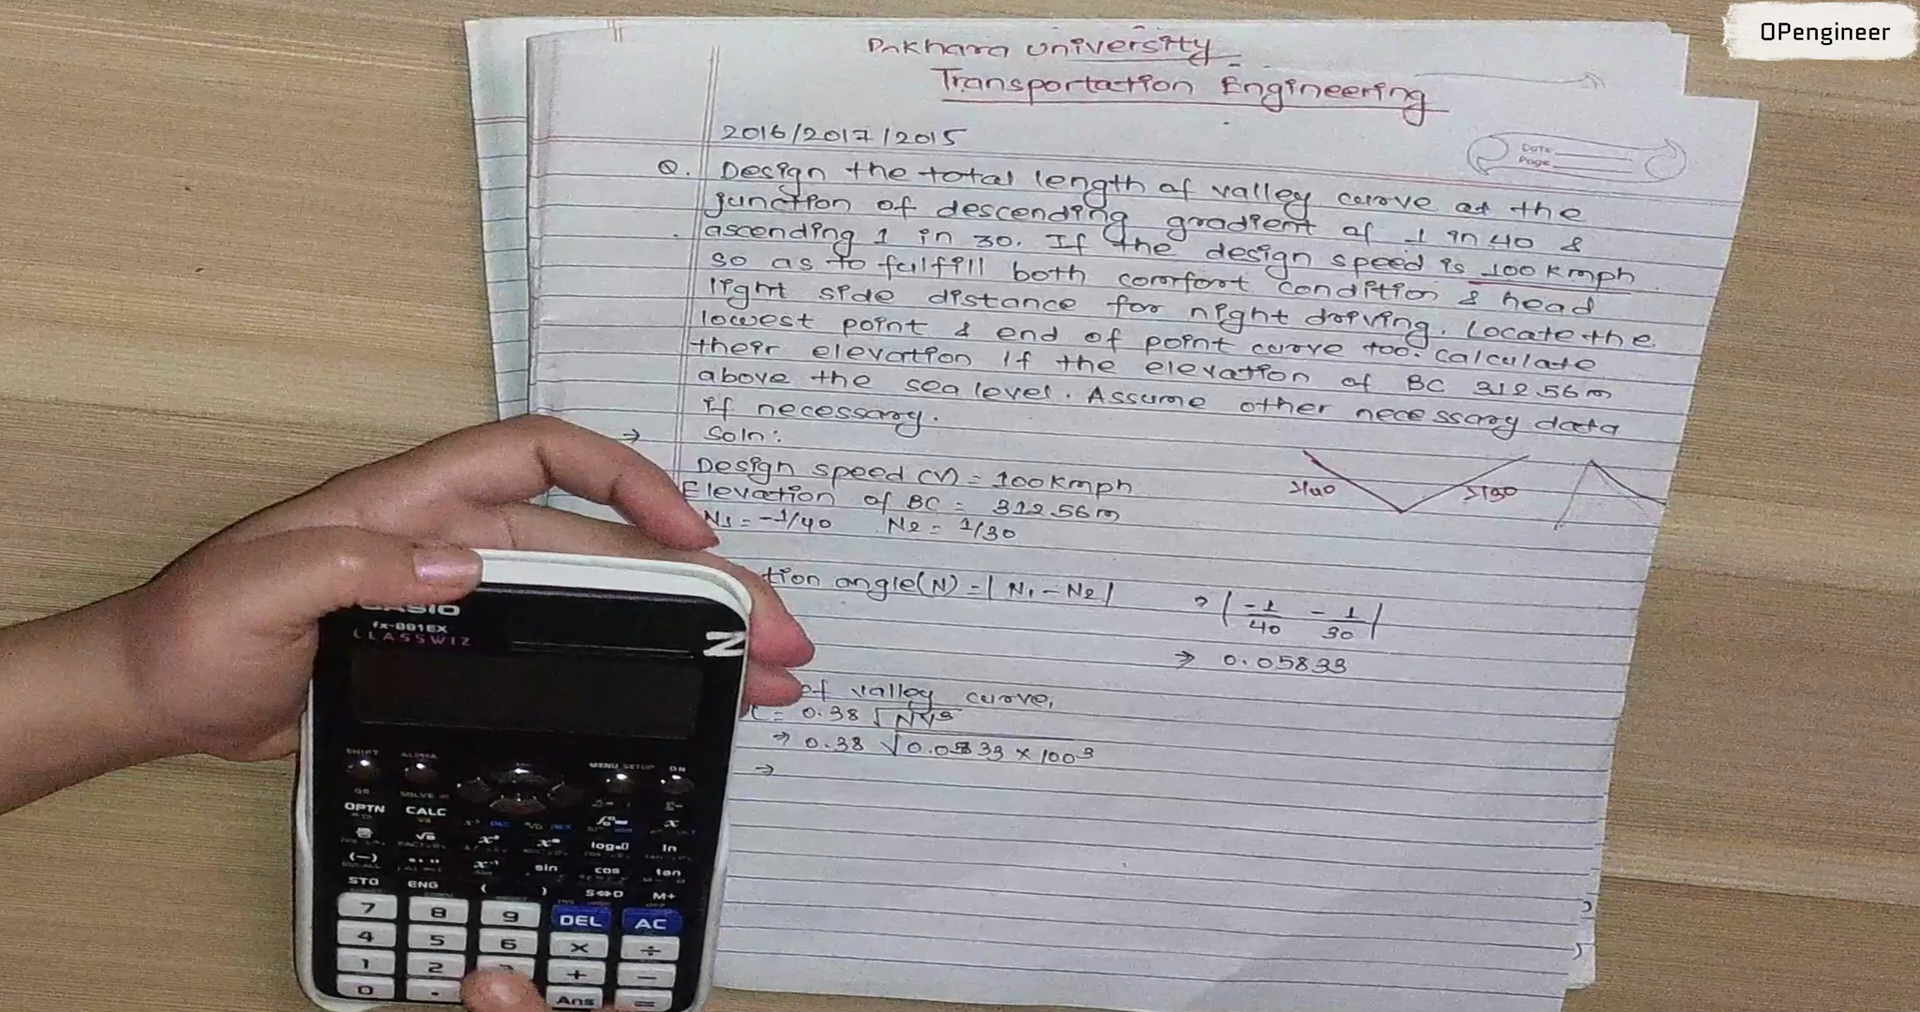 OPengineer
Pokhara University
Transportation Engineering
2016/2017/2015
Date
Page
Q. Design the total length of valley curve at the
junction of descending gradient of 1 in 40 &
ascending 1 in 30. If the design speed is 100 kmph
so as to fulfill both comfort condition & head
light side distance for night driving. Locate the
lowest point & end of point curve too. calculate
their elevation if the elevation of BC 312.56m
above the sea level. Assume other necessary data
if necessary.
→ Soln:
Design speed (V) = 100 kmph
Elevation of BC = 312.56m
N1 = -1/40 N2 = 1/30
tion angle(N) = | N1 - N2 |
→ | -1/40 - 1/30 |
→ 0.05833
of valley curve,
L = 0.38 √NV³
→ 0.38 √0.05833 × 100³
→
CASIO
fx-991EX
CLASSWIZ
SHIFT ALPHA MENU SETUP ON
OPTN CALC x
(-) x⁻¹ sin cos tan
log ln
STO ENG ( ) S⇔D M+
7 8 9 DEL AC
4 5 6 × ÷
1 2 3 + −
0 . Ans =